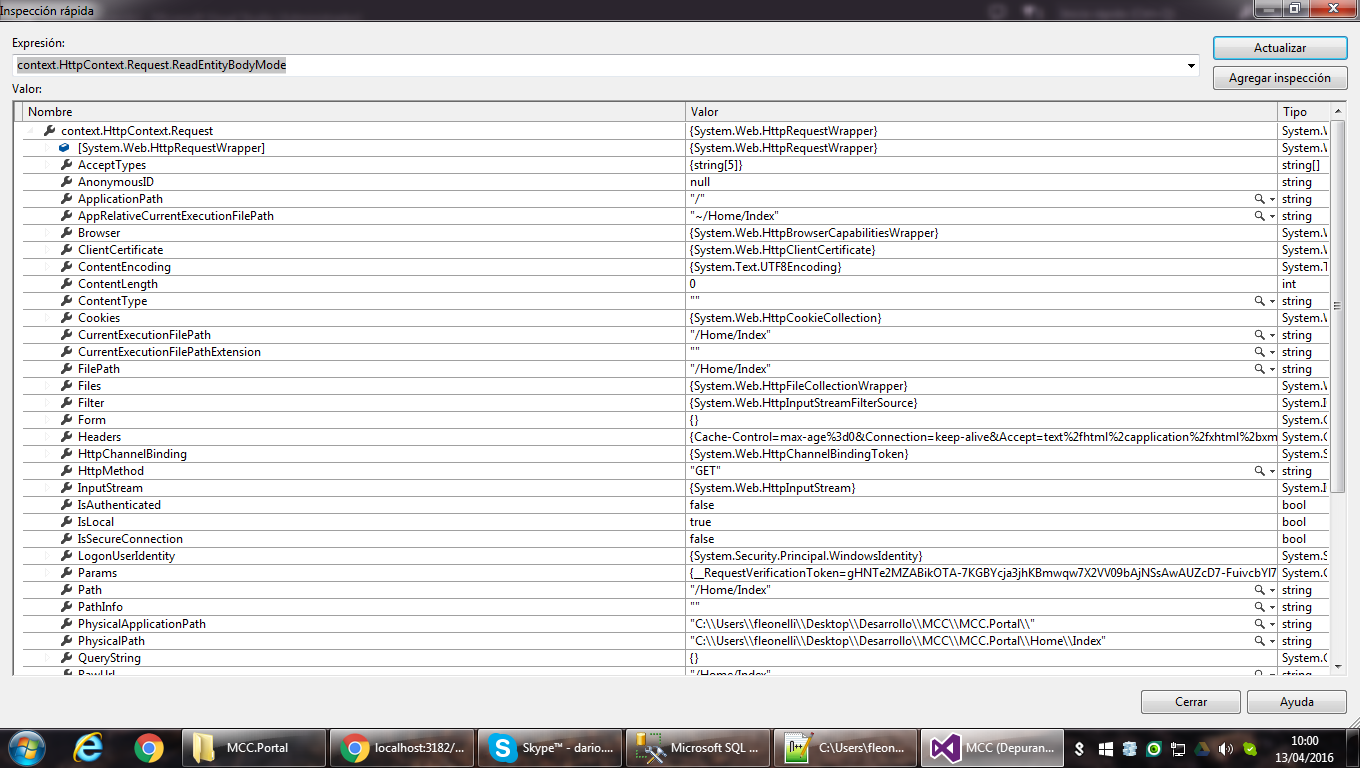 Inspección rápida
Expresión:
context.HttpContext.Request.ReadEntityBodyMode
Actualizar
Agregar inspección
Valor:
Nombre Valor Tipo
context.HttpContext.Request {System.Web.HttpRequestWrapper} System.W
[System.Web.HttpRequestWrapper] {System.Web.HttpRequestWrapper} System.W
AcceptTypes {string[5]} string[]
AnonymousID null string
ApplicationPath "/" string
AppRelativeCurrentExecutionFilePath "~/Home/Index" string
Browser {System.Web.HttpBrowserCapabilitiesWrapper} System.W
ClientCertificate {System.Web.HttpClientCertificate} System.W
ContentEncoding {System.Text.UTF8Encoding} System.T
ContentLength 0 int
ContentType "" string
Cookies {System.Web.HttpCookieCollection} System.W
CurrentExecutionFilePath "/Home/Index" string
CurrentExecutionFilePathExtension "" string
FilePath "/Home/Index" string
Files {System.Web.HttpFileCollectionWrapper} System.W
Filter {System.Web.HttpInputStreamFilterSource} System.I
Form {} System.C
Headers {Cache-Control=max-age%3d0&Connection=keep-alive&Accept=text%2fhtml%2capplication%2fxhtml%2bxm System.C
HttpChannelBinding {System.Web.HttpChannelBindingToken} System.S
HttpMethod "GET" string
InputStream {System.Web.HttpInputStream} System.I
IsAuthenticated false bool
IsLocal true bool
IsSecureConnection false bool
LogonUserIdentity {System.Security.Principal.WindowsIdentity} System.S
Params {__RequestVerificationToken=gHNTe2MZABikOTA-7KGBYcja3jhKBmwqw7X2VV09bAjNSsAwAUZcD7-FuivcbYl7 System.C
Path "/Home/Index" string
PathInfo "" string
PhysicalApplicationPath "C:\\Users\\fleonelli\\Desktop\\Desarrollo\\MCC\\MCC.Portal\\" string
PhysicalPath "C:\\Users\\fleonelli\\Desktop\\Desarrollo\\MCC\\MCC.Portal\\Home\\Index" string
QueryString {} System.C
RawUrl "/Home/Index" string
Cerrar Ayuda
MCC.Portal localhost:3182/... Skype™ - dario.... Microsoft SQL ... C:\Users\fleon... MCC (Depuran... 10:00
13/04/2016